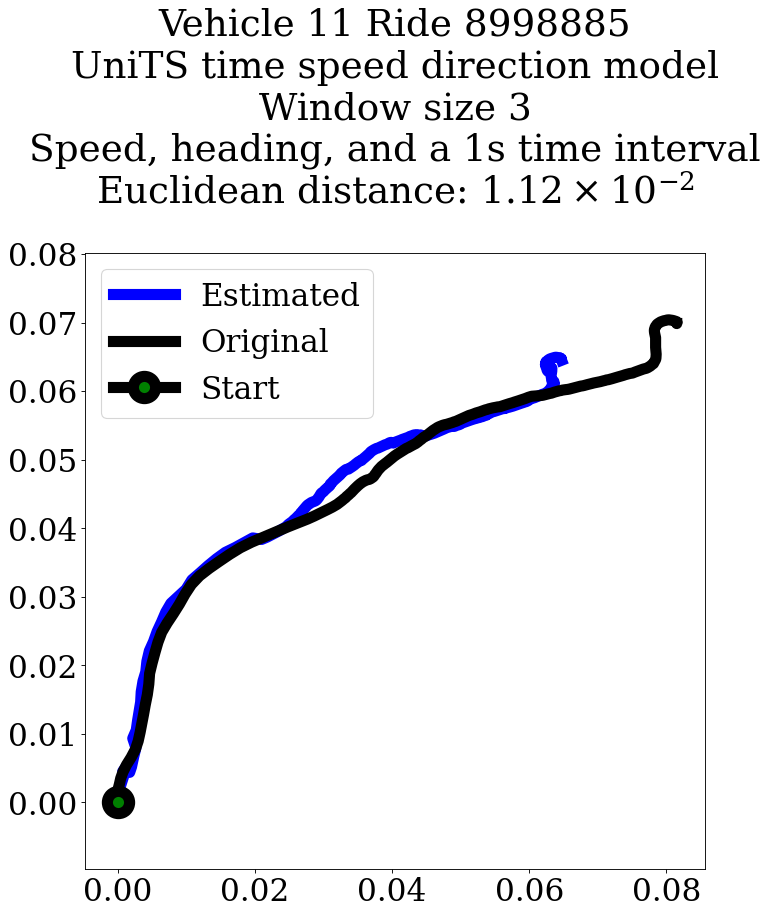 Vehicle 11 Ride 8998885
UniTS time speed direction model
Window size 3
Speed, heading, and a 1s time interval
Euclidean distance: 1.12 × 10⁻²
0.08
Estimated
0.07
Original
0.06
Start
0.05
0.04
0.03
0.02
0.01
0.00
0.00 0.02 0.04 0.06 0.08